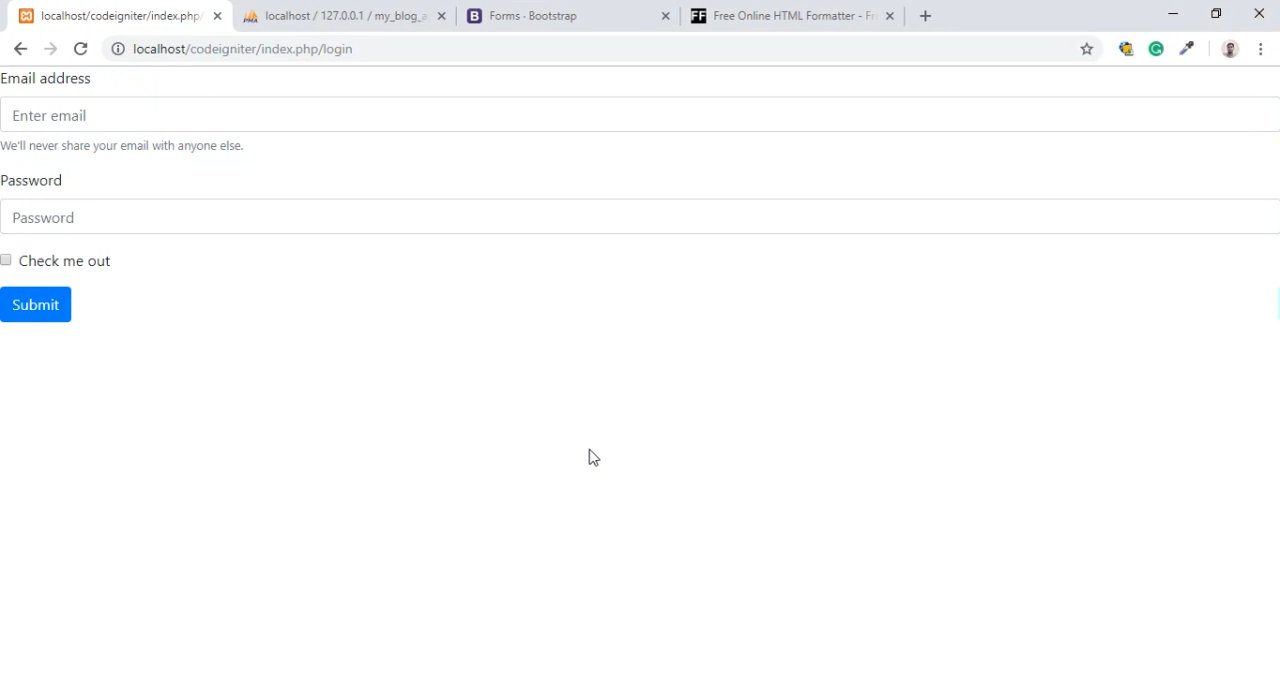 localhost/codeigniter/index.php/
localhost / 127.0.0.1 / my_blog_a
Forms · Bootstrap
Free Online HTML Formatter - Fr
localhost/codeigniter/index.php/login
Email address
Enter email
We'll never share your email with anyone else.
Password
Password
Check me out
Submit